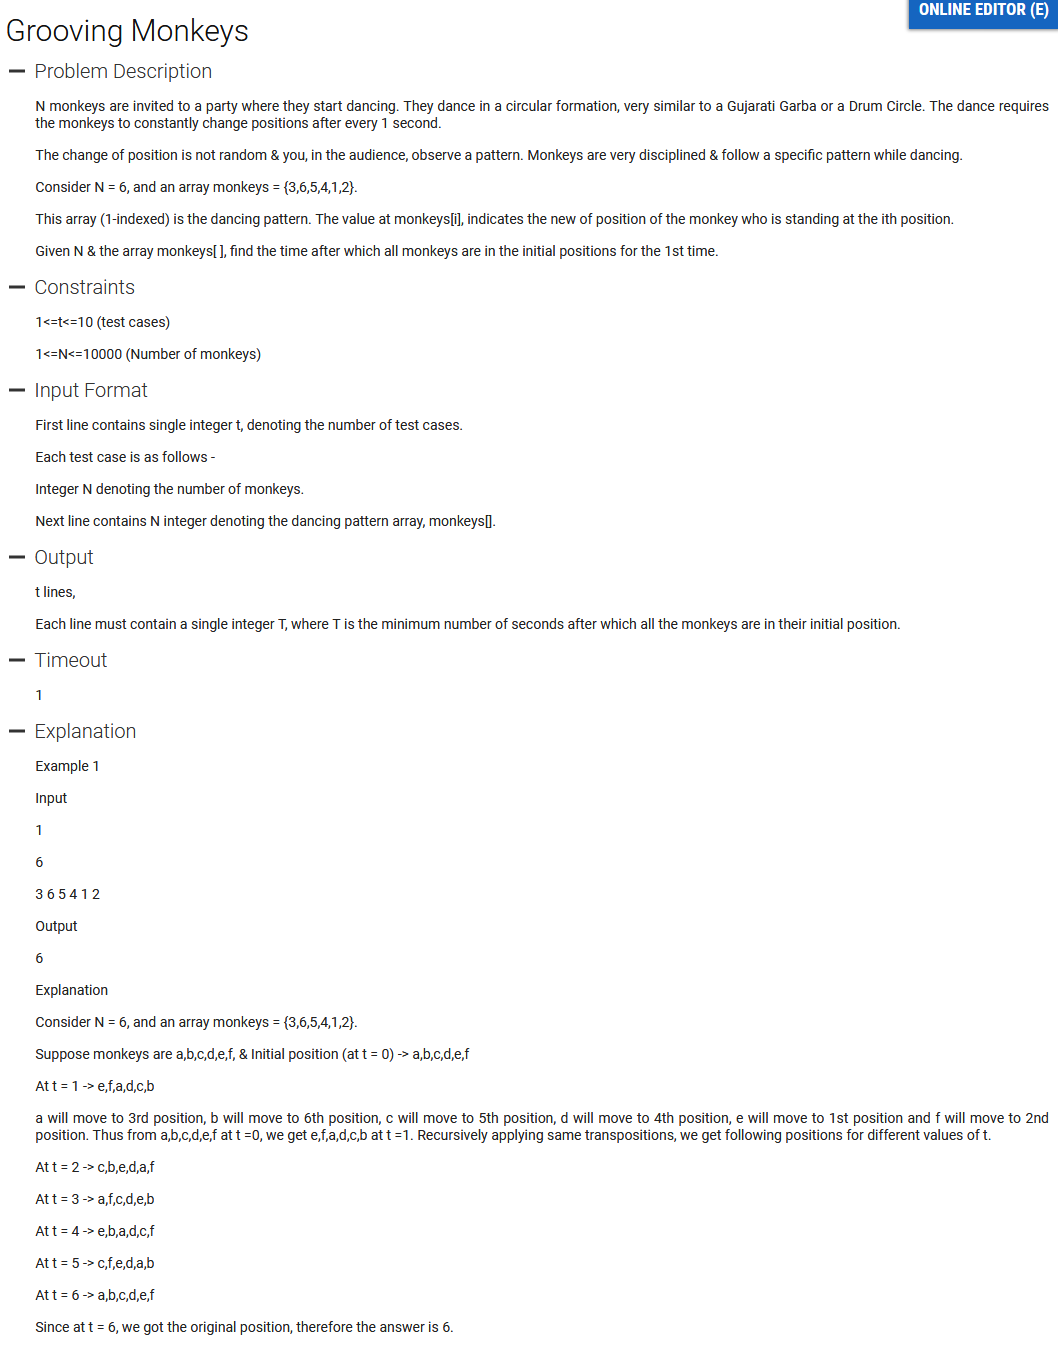 ONLINE EDITOR (E)
Grooving Monkeys
Problem Description
N monkeys are invited to a party where they start dancing. They dance in a circular formation, very similar to a Gujarati Garba or a Drum Circle. The dance requires
the monkeys to constantly change positions after every 1 second.
The change of position is not random & you, in the audience, observe a pattern. Monkeys are very disciplined & follow a specific pattern while dancing.
Consider N = 6, and an array monkeys = {3,6,5,4,1,2}.
This array (1-indexed) is the dancing pattern. The value at monkeys[i], indicates the new of position of the monkey who is standing at the ith position.
Given N & the array monkeys[ ], find the time after which all monkeys are in the initial positions for the 1st time.
Constraints
1<=t<=10 (test cases)
1<=N<=10000 (Number of monkeys)
Input Format
First line contains single integer t, denoting the number of test cases.
Each test case is as follows -
Integer N denoting the number of monkeys.
Next line contains N integer denoting the dancing pattern array, monkeys[].
Output
t lines,
Each line must contain a single integer T, where T is the minimum number of seconds after which all the monkeys are in their initial position.
Timeout
1
Explanation
Example 1
Input
1
6
3 6 5 4 1 2
Output
6
Explanation
Consider N = 6, and an array monkeys = {3,6,5,4,1,2}.
Suppose monkeys are a,b,c,d,e,f, & Initial position (at t = 0) -> a,b,c,d,e,f
At t = 1 -> e,f,a,d,c,b
a will move to 3rd position, b will move to 6th position, c will move to 5th position, d will move to 4th position, e will move to 1st position and f will move to 2nd
position. Thus from a,b,c,d,e,f at t =0, we get e,f,a,d,c,b at t =1. Recursively applying same transpositions, we get following positions for different values of t.
At t = 2 -> c,b,e,d,a,f
At t = 3 -> a,f,c,d,e,b
At t = 4 -> e,b,a,d,c,f
At t = 5 -> c,f,e,d,a,b
At t = 6 -> a,b,c,d,e,f
Since at t = 6, we got the original position, therefore the answer is 6.